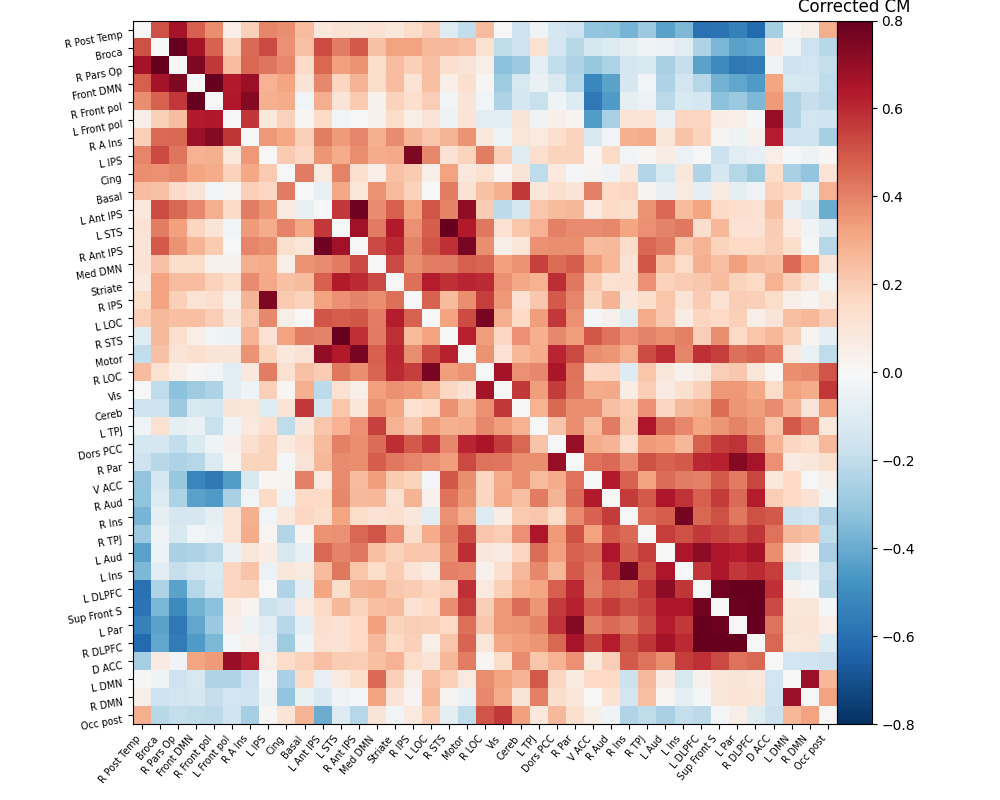 Corrected CM
R Post Temp
Broca
R Pars Op
Front DMN
R Front pol
L Front pol
R A Ins
L IPS
Cing
Basal
L Ant IPS
L STS
R Ant IPS
Med DMN
Striate
R IPS
L LOC
R STS
Motor
R LOC
Vis
Cereb
L TPJ
Dors PCC
R Par
V ACC
R Aud
R Ins
R TPJ
L Aud
L Ins
L DLPFC
Sup Front S
L Par
R DLPFC
D ACC
L DMN
R DMN
Occ post
0.8
0.6
0.4
0.2
0.0
−0.2
−0.4
−0.6
−0.8
R Post Temp
Broca
R Pars Op
Front DMN
R Front pol
L Front pol
R A Ins
L IPS
Cing
Basal
L Ant IPS
L STS
R Ant IPS
Med DMN
Striate
R IPS
L LOC
R STS
Motor
R LOC
Vis
Cereb
L TPJ
Dors PCC
R Par
V ACC
R Aud
R Ins
R TPJ
L Aud
L Ins
L DLPFC
Sup Front S
L Par
R DLPFC
D ACC
L DMN
R DMN
Occ post